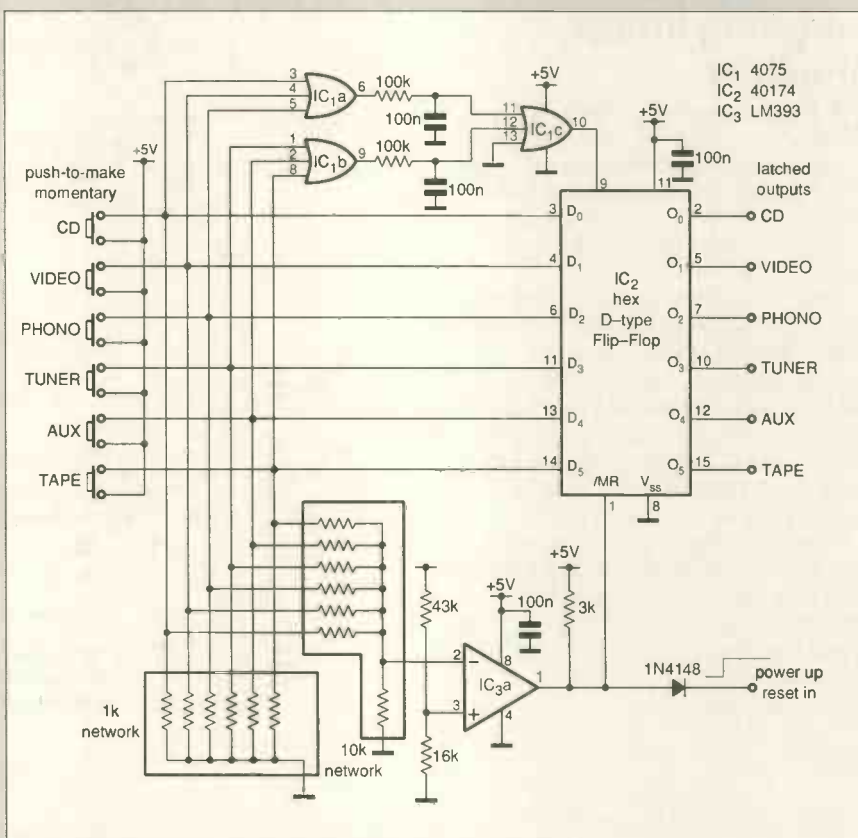 IC1 4075
IC2 40174
IC3 LM393
3
4
5
IC1a
6
100k
100n
1
2
8
IC1b
9
100k
100n
+5V
11
12
13
IC1c
10
+5V
100n
latched
outputs
+5V
push-to-make
momentary
CD
VIDEO
PHONO
TUNER
AUX
TAPE
9
11
3 D0
4 D1
6 D2
11 D3
13 D4
14 D5
IC2
hex
D–type
Flip–Flop
O0 2 CD
O1 5 VIDEO
O2 7 PHONO
O3 10 TUNER
O4 12 AUX
O5 15 TAPE
/MR
VSS
1
8
1k
network
10k
network
43k
16k
+5V
100n
2
–
3
+
IC3a
8
4
1
+5V
3k
1N4148
power up
reset in